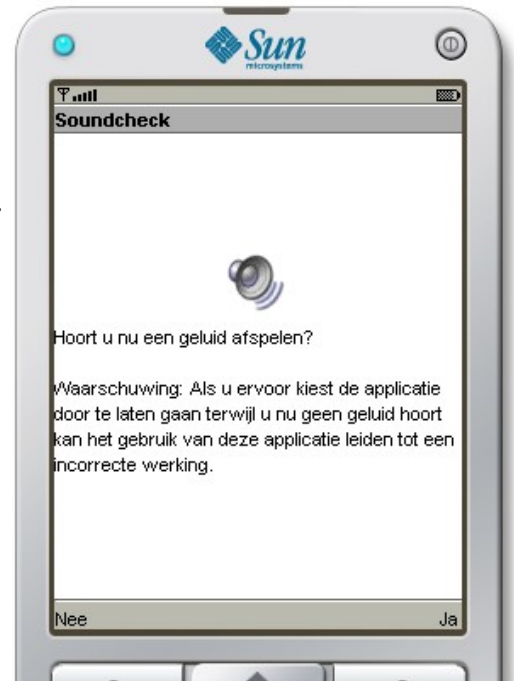 Sun
microsystems
Soundcheck
Hoort u nu een geluid afspelen?
Waarschuwing: Als u ervoor kiest de applicatie
door te laten gaan terwijl u nu geen geluid hoort
kan het gebruik van deze applicatie leiden tot een
incorrecte werking.
Nee Ja